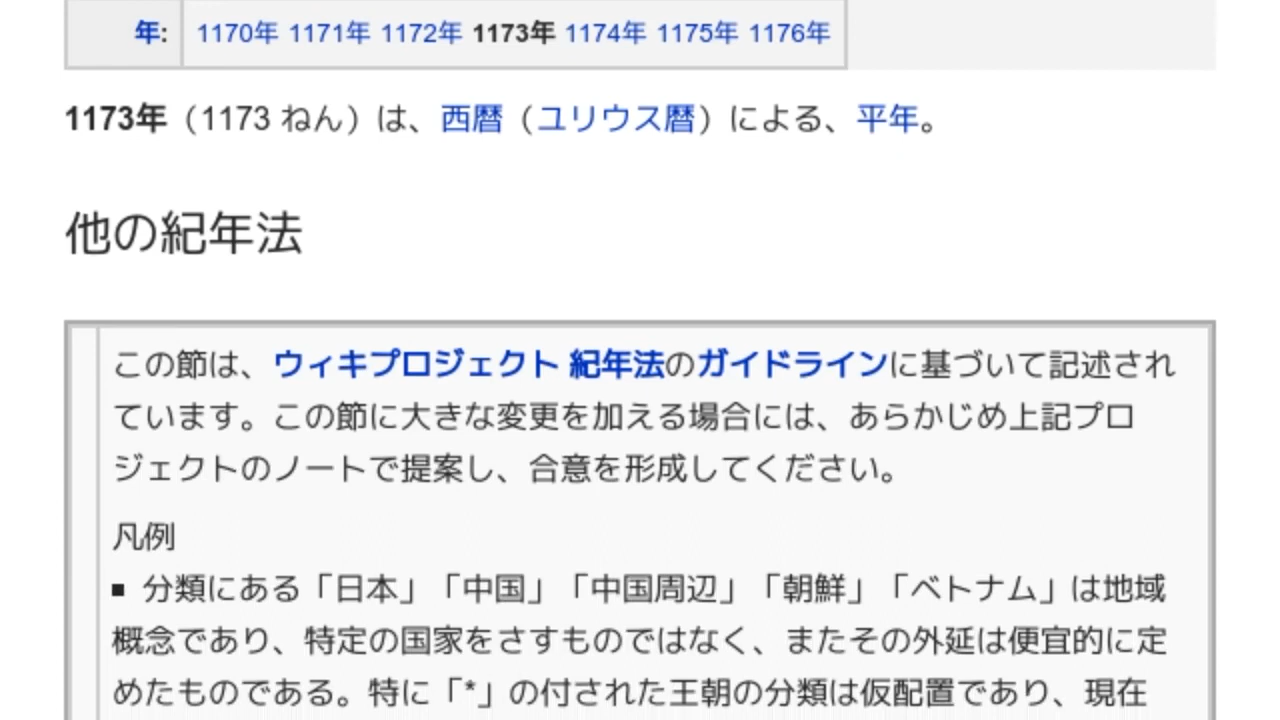 年: 1170年 1171年 1172年 1173年 1174年 1175年 1176年
1173年（1173 ねん）は、西暦（ユリウス暦）による、平年。
他の紀年法
この節は、ウィキプロジェクト 紀年法のガイドラインに基づいて記述され
ています。この節に大きな変更を加える場合には、あらかじめ上記プロ
ジェクトのノートで提案し、合意を形成してください。
凡例
▪ 分類にある「日本」「中国」「中国周辺」「朝鮮」「ベトナム」は地域
概念であり、特定の国家をさすものではなく、またその外延は便宜的に定
めたものである。特に「*」の付された王朝の分類は仮配置であり、現在